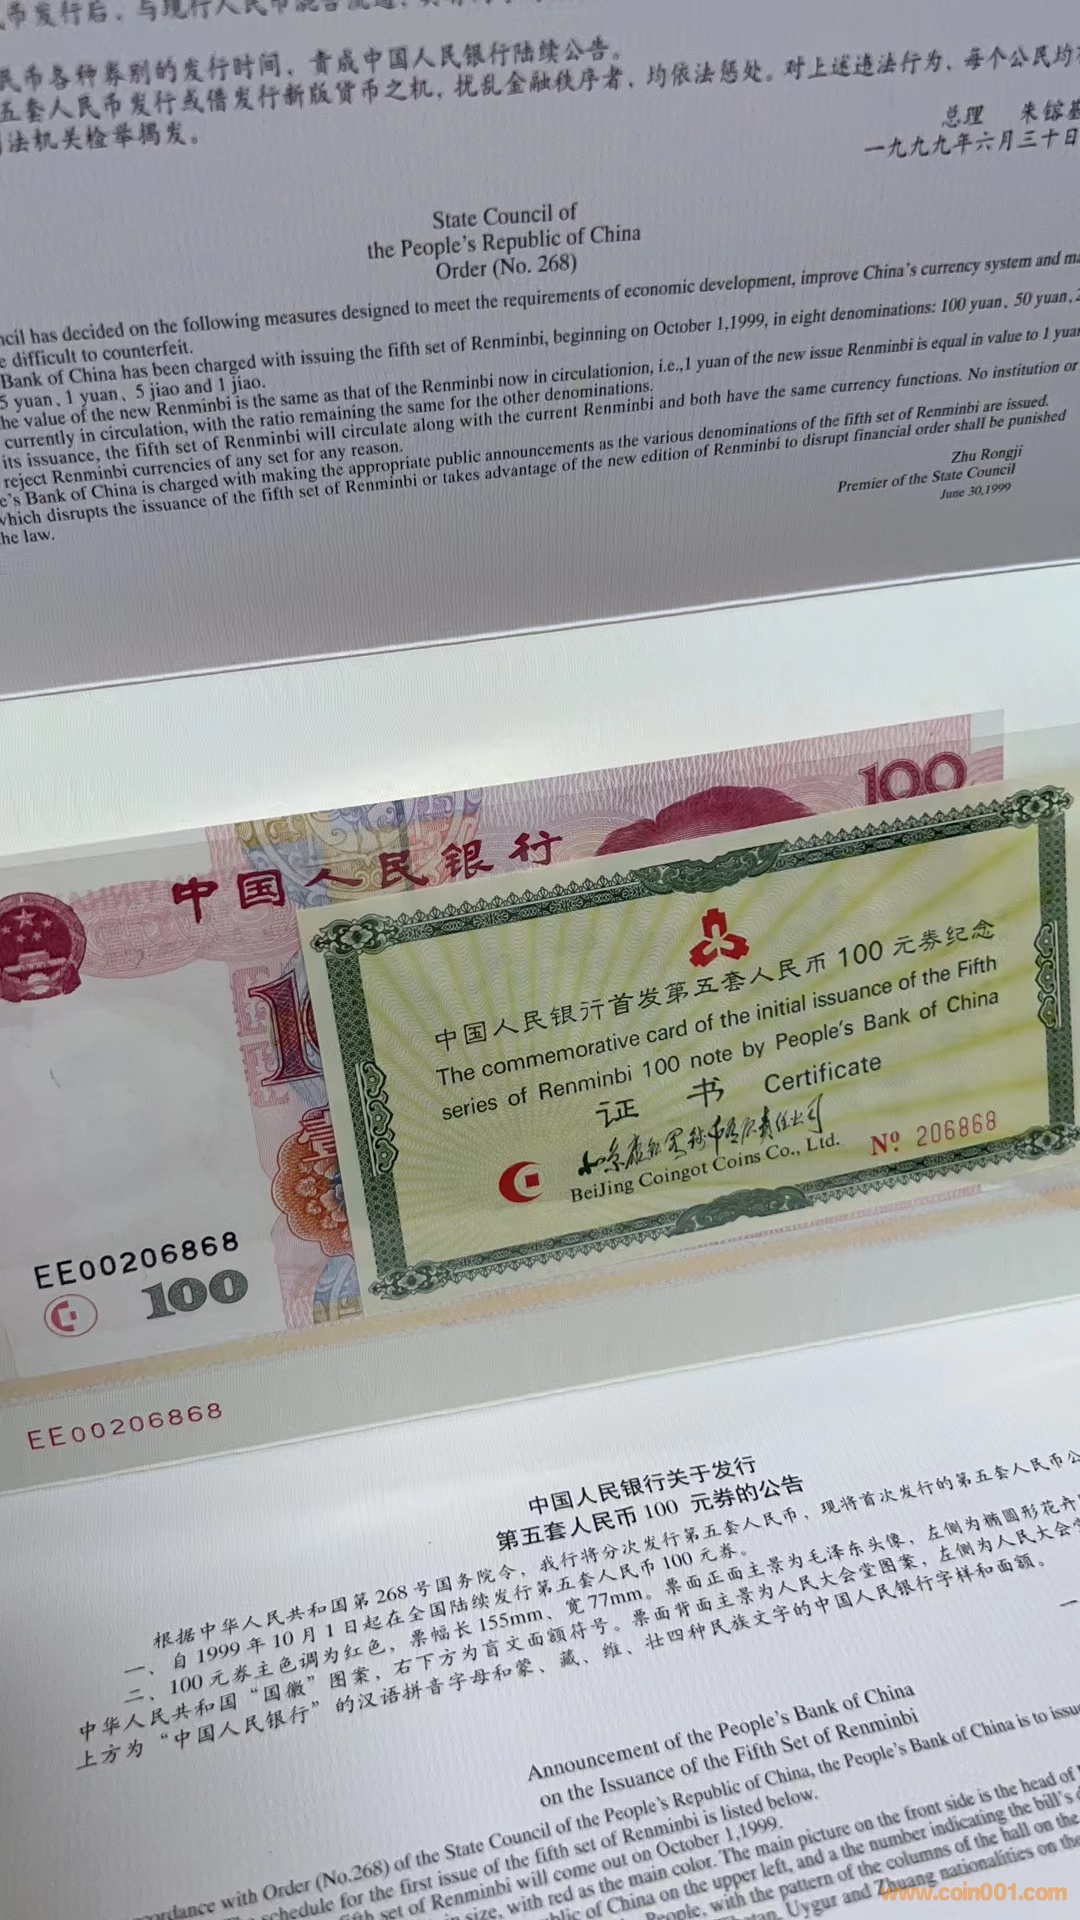 币发行后，与现行人民币混合流通，具有
民币各种券别的发行时间，责成中国人民银行陆续公告。
五套人民币发行或借发行新版货币之机，扰乱金融秩序者，均依法惩处。对上述违法行为，每个公民均
法机关检举揭发。
总理 朱镕基
一九九九年六月三十日
State Council of
the People's Republic of China
Order (No. 268)
ncil has decided on the following measures designed to meet the requirements of economic development, improve China's currency system and ma
e difficult to counterfeit.
Bank of China has been charged with issuing the fifth set of Renminbi, beginning on October 1,1999, in eight denominations: 100 yuan、50 yuan、2
5 yuan、1 yuan、5 jiao and 1 jiao.
he value of the new Renminbi is the same as that of the Renminbi now in circulationion, i.e.,1 yuan of the new issue Renminbi is equal in value to 1 yuan
currently in circulation, with the ratio remaining the same for the other denominations.
its issuance, the fifth set of Renminbi will circulate along with the current Renminbi and both have the same currency functions. No institution or
reject Renminbi currencies of any set for any reason.
e's Bank of China is charged with making the appropriate public announcements as the various denominations of the fifth set of Renminbi are issued.
which disrupts the issuance of the fifth set of Renminbi or takes advantage of the new edition of Renminbi to disrupt financial order shall be punished
he law.
Zhu Rongji
Premier of the State Council
June 30,1999
100
中国人民银行
中国人民银行首发第五套人民币100元券纪念
The commemorative card of the initial issuance of the Fifth
series of Renminbi 100 note by People's Bank of China
证 书 Certificate
BeiJing Coingot Coins Co., Ltd.
Nº 206868
EE00206868
100
EE00206868
中国人民银行关于发行
第五套人民币100 元券的公告
根据中华人民共和国第268号国务院令，我行将分次发行第五套人民币，现将首次发行的第五套人民币公
一、自1999年10月1日起在全国陆续发行第五套人民币100元券。
二、100元券主色调为红色，票幅长155mm、宽77mm。票面正面主景为毛泽东头像，左侧为椭圆形花卉
中华人民共和国“国徽”图案，右下方为盲文面额符号。票面背面主景为人民大会堂图案，左侧为人民大会堂
上方为“中国人民银行”的汉语拼音字母和蒙、藏、维、壮四种民族文字的中国人民银行字样和面额。
Announcement of the People's Bank of China
on the Issuance of the Fifth Set of Renminbi
ordance with Order (No.268) of the State Council of the People's Republic of China, the People's Bank of China is to issue
schedule for the first issue of the fifth set of Renminbi is listed below.
fth set of Renminbi will come out on October 1,1999.
size, with red as the main color. The main picture on the front side is the head of
blic of China on the upper left, and a the number indicating the bill's d
People, with the pattern of the columns of the hall on the
Uygur and Zhuang nationalities on the
www.coin001.com